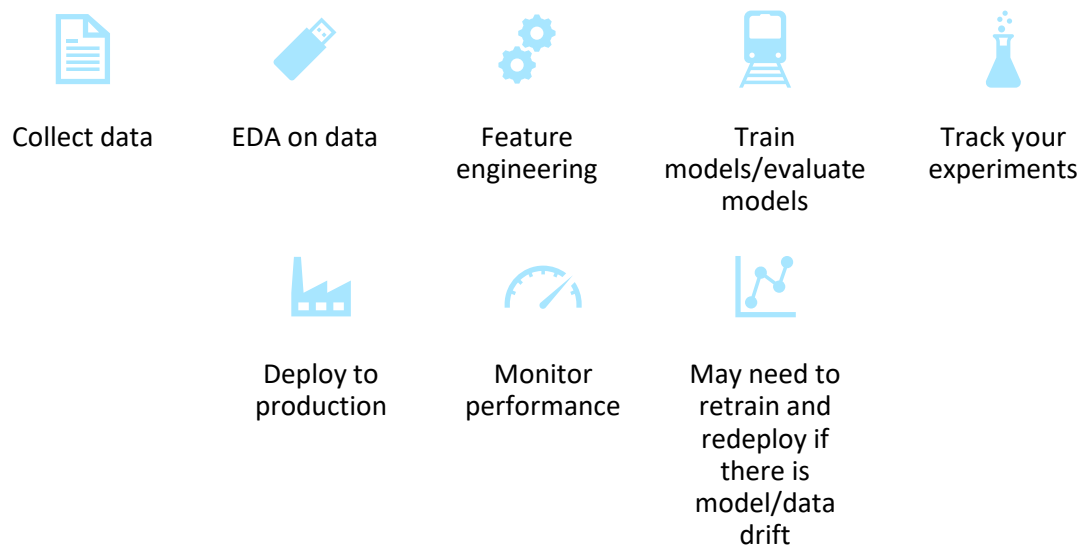 Collect data
EDA on data
Feature
engineering
Train
models/evaluate
models
Track your
experiments
Deploy to
production
Monitor
performance
May need to
retrain and
redeploy if
there is
model/data
drift